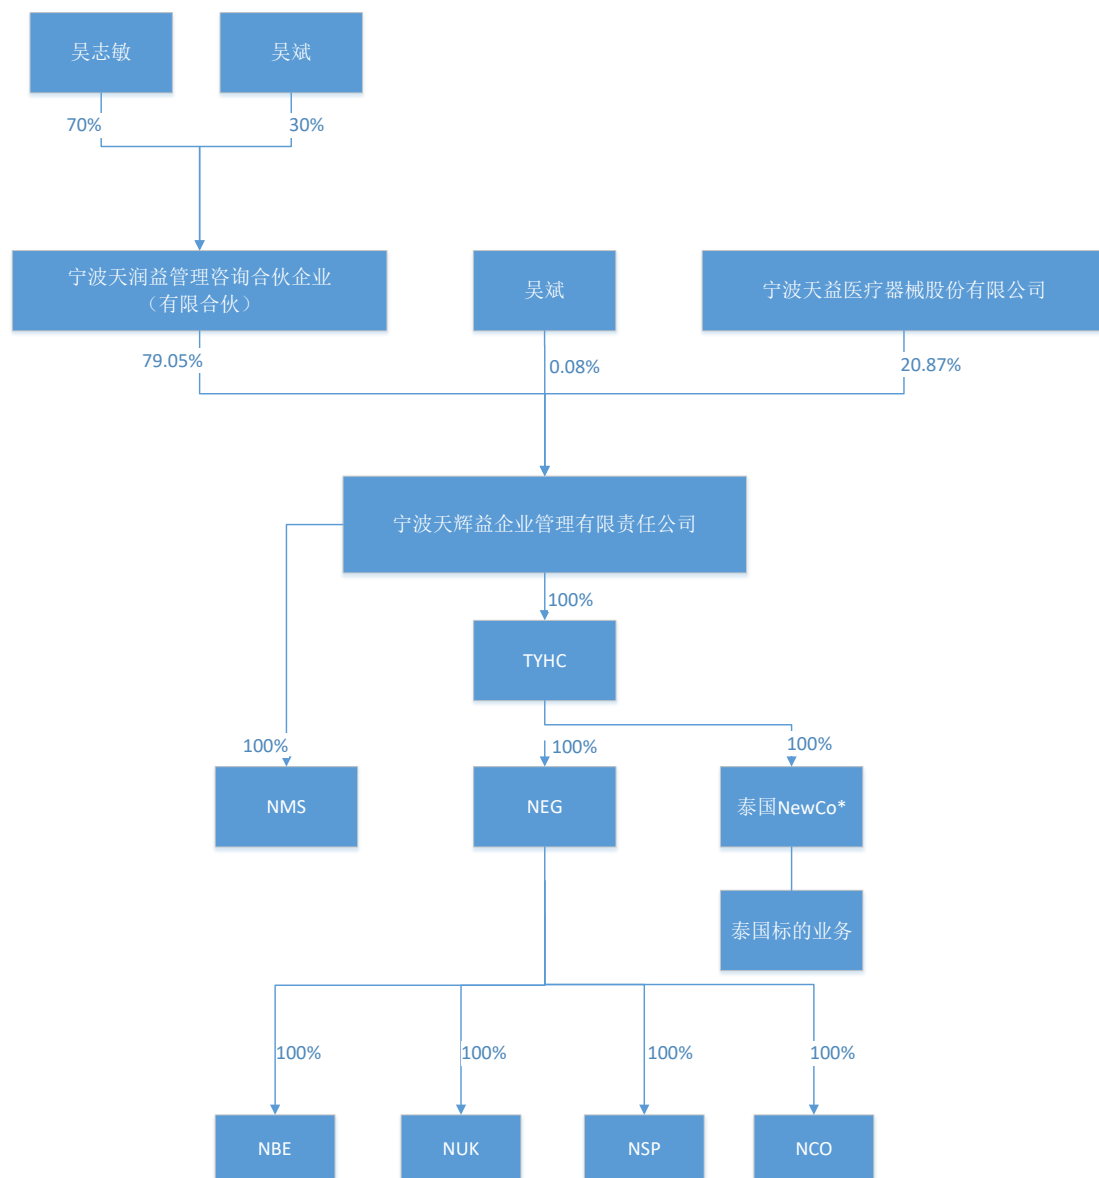 吴志敏
吴斌
70%
30%
宁波天润益管理咨询合伙企业
（有限合伙）
吴斌
宁波天益医疗器械股份有限公司
79.05%
0.08%
20.87%
宁波天辉益企业管理有限责任公司
100%
TYHC
100%
100%
100%
NMS
NEG
泰国NewCo*
泰国标的业务
100%
100%
100%
100%
NBE
NUK
NSP
NCO